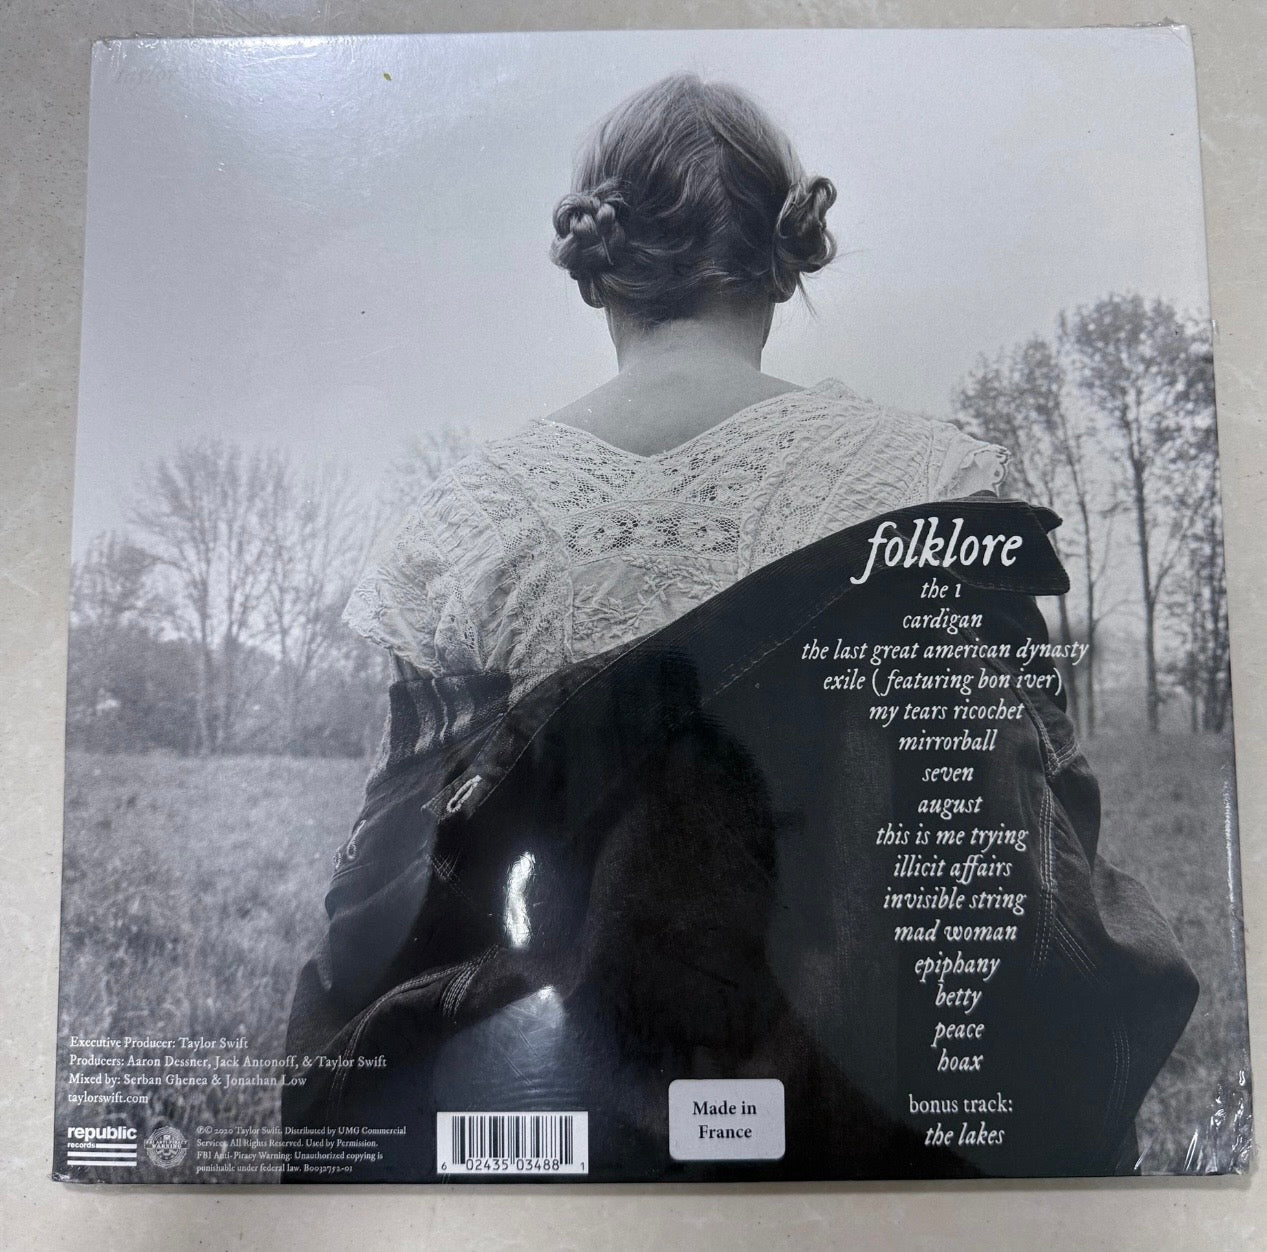 folklore
the 1
cardigan
the last great american dynasty
exile (featuring bon iver)
my tears ricochet
mirrorball
seven
august
this is me trying
illicit affairs
invisible string
mad woman
epiphany
betty
peace
hoax
bonus track:
the lakes
Executive Producer: Taylor Swift
Producers: Aaron Dessner, Jack Antonoff, & Taylor Swift
Mixed by: Serban Ghenea & Jonathan Low
taylorswift.com
republic
records
℗© 2020 Taylor Swift. Distributed by UMG Commercial
Services. All Rights Reserved. Used by Permission.
FBI Anti-Piracy Warning: Unauthorized copying is
punishable under federal law. B0032752-01
6 02435 03488 1
Made in
France